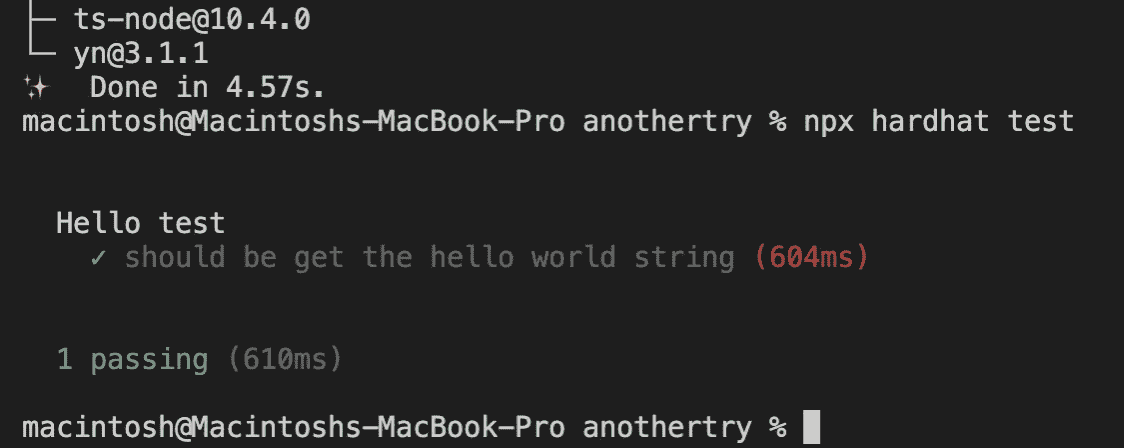 ├─ ts-node@10.4.0
└─ yn@3.1.1
✨  Done in 4.57s.
macintosh@Macintoshs-MacBook-Pro anothertry % npx hardhat test
Hello test
✓ should be get the hello world string (604ms)
1 passing (610ms)
macintosh@Macintoshs-MacBook-Pro anothertry %